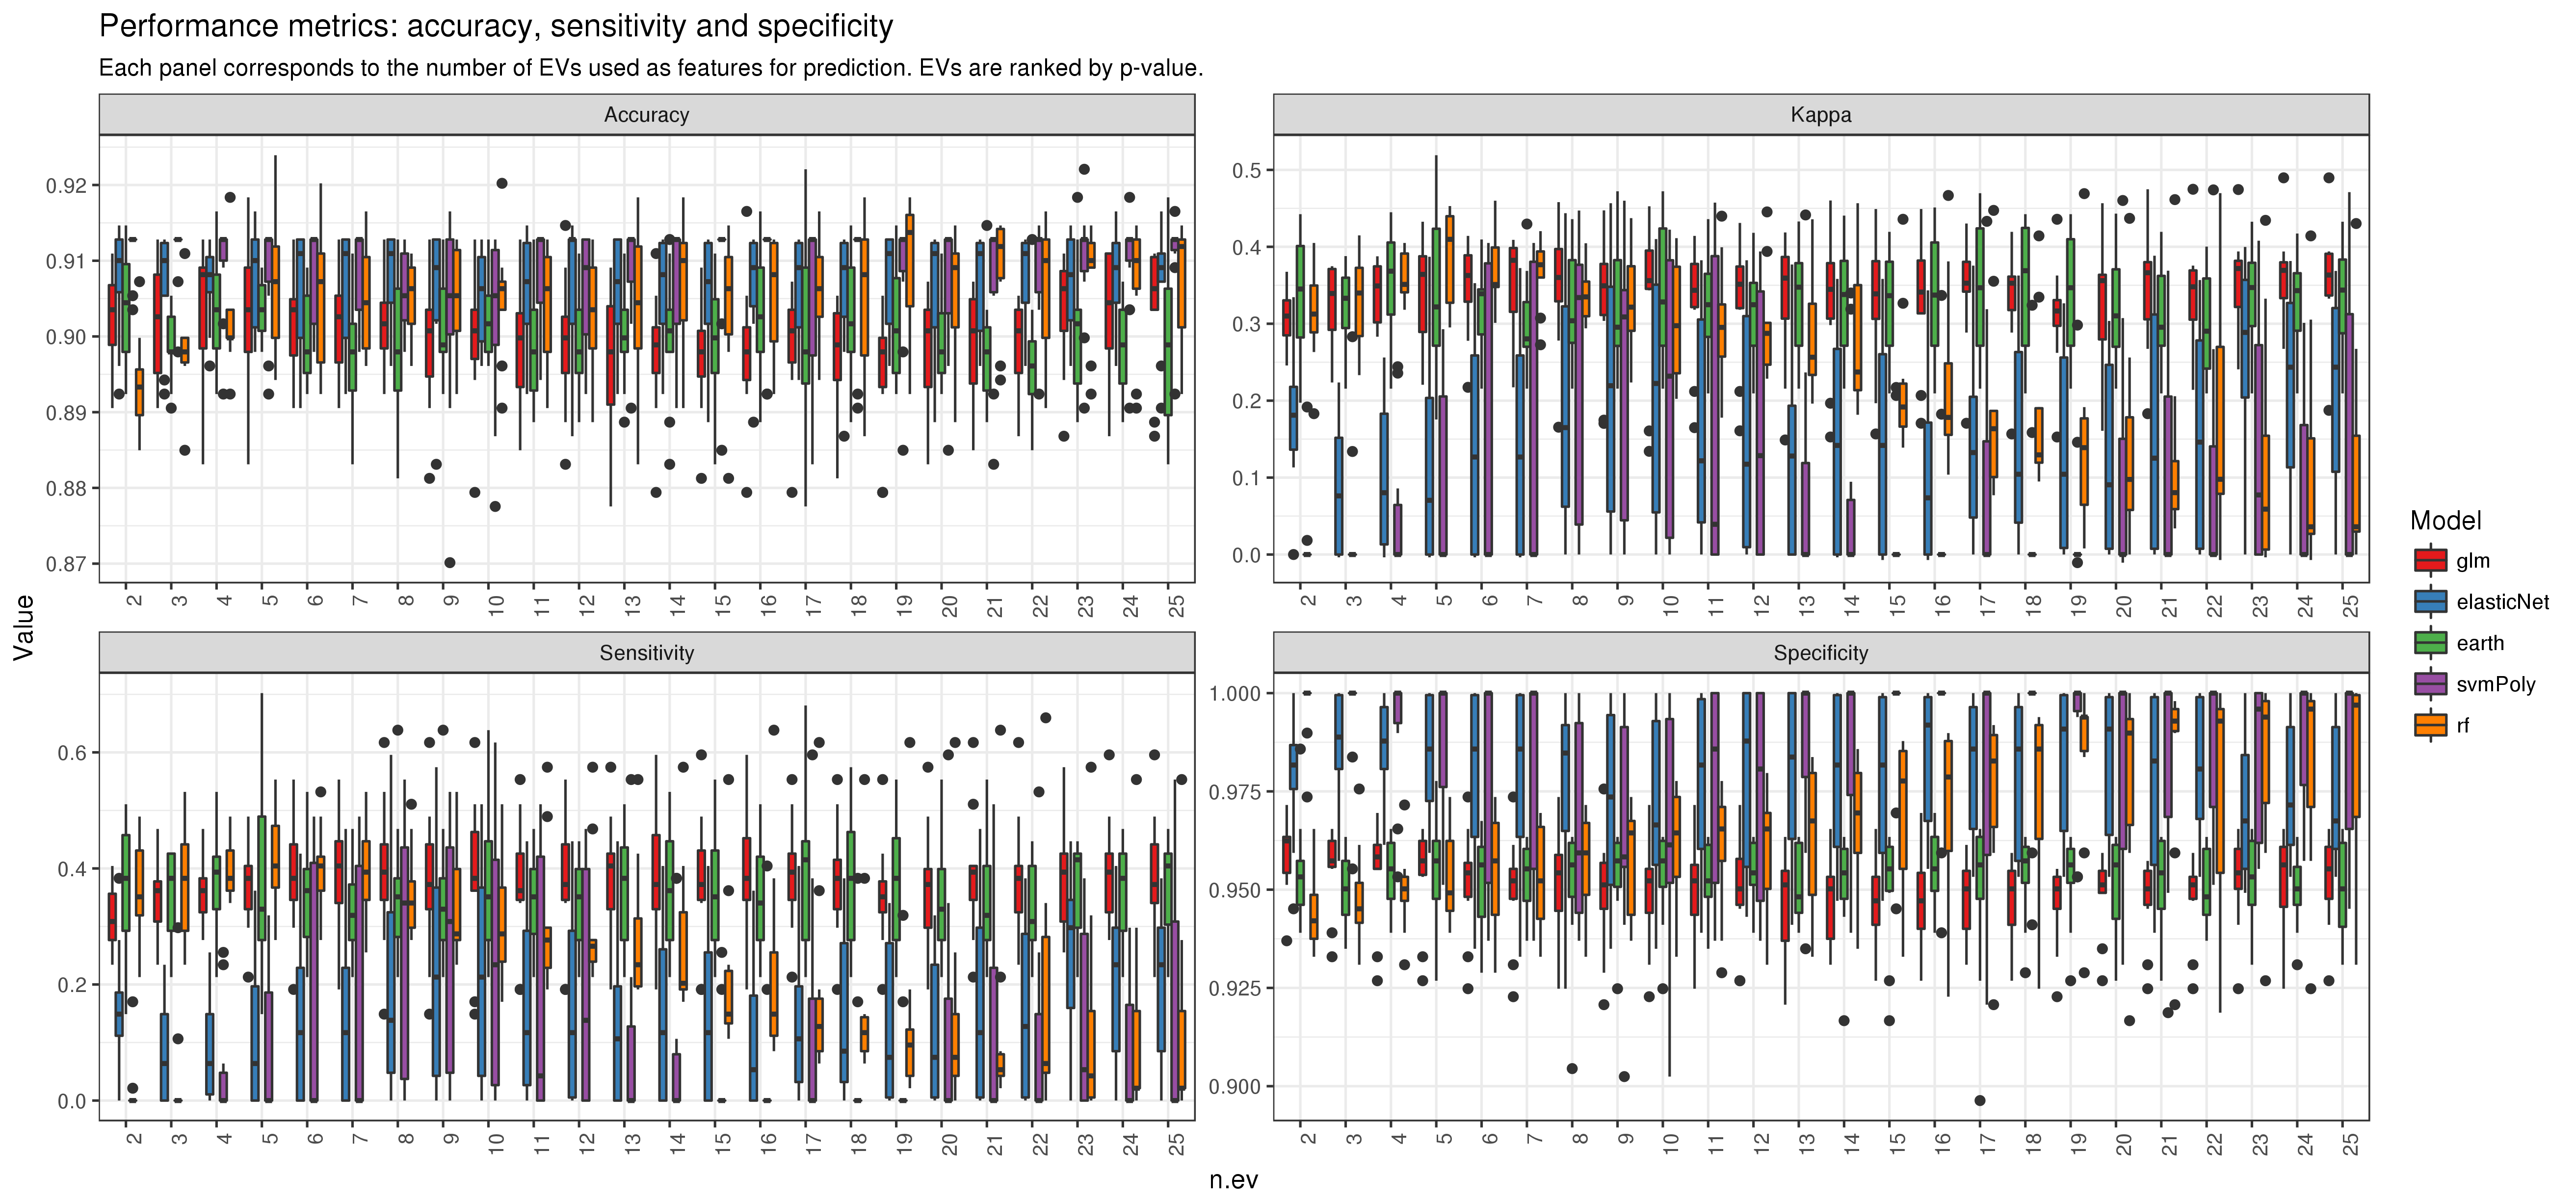 Performance metrics: accuracy, sensitivity and specificity
Each panel corresponds to the number of EVs used as features for prediction. EVs are ranked by p-value.
Accuracy
0.92
0.91
0.90
0.89
0.88
0.87
2 3 4 5 6 7 8 9 10 11 12 13 14 15 16 17 18 19 20 21 22 23 24 25
Kappa
0.5
0.4
0.3
0.2
0.1
0.0
2 3 4 5 6 7 8 9 10 11 12 13 14 15 16 17 18 19 20 21 22 23 24 25
Value
Sensitivity
0.6
0.4
0.2
0.0
2 3 4 5 6 7 8 9 10 11 12 13 14 15 16 17 18 19 20 21 22 23 24 25
Specificity
1.000
0.975
0.950
0.925
0.900
2 3 4 5 6 7 8 9 10 11 12 13 14 15 16 17 18 19 20 21 22 23 24 25
n.ev
Model
glm
elasticNet
earth
svmPoly
rf